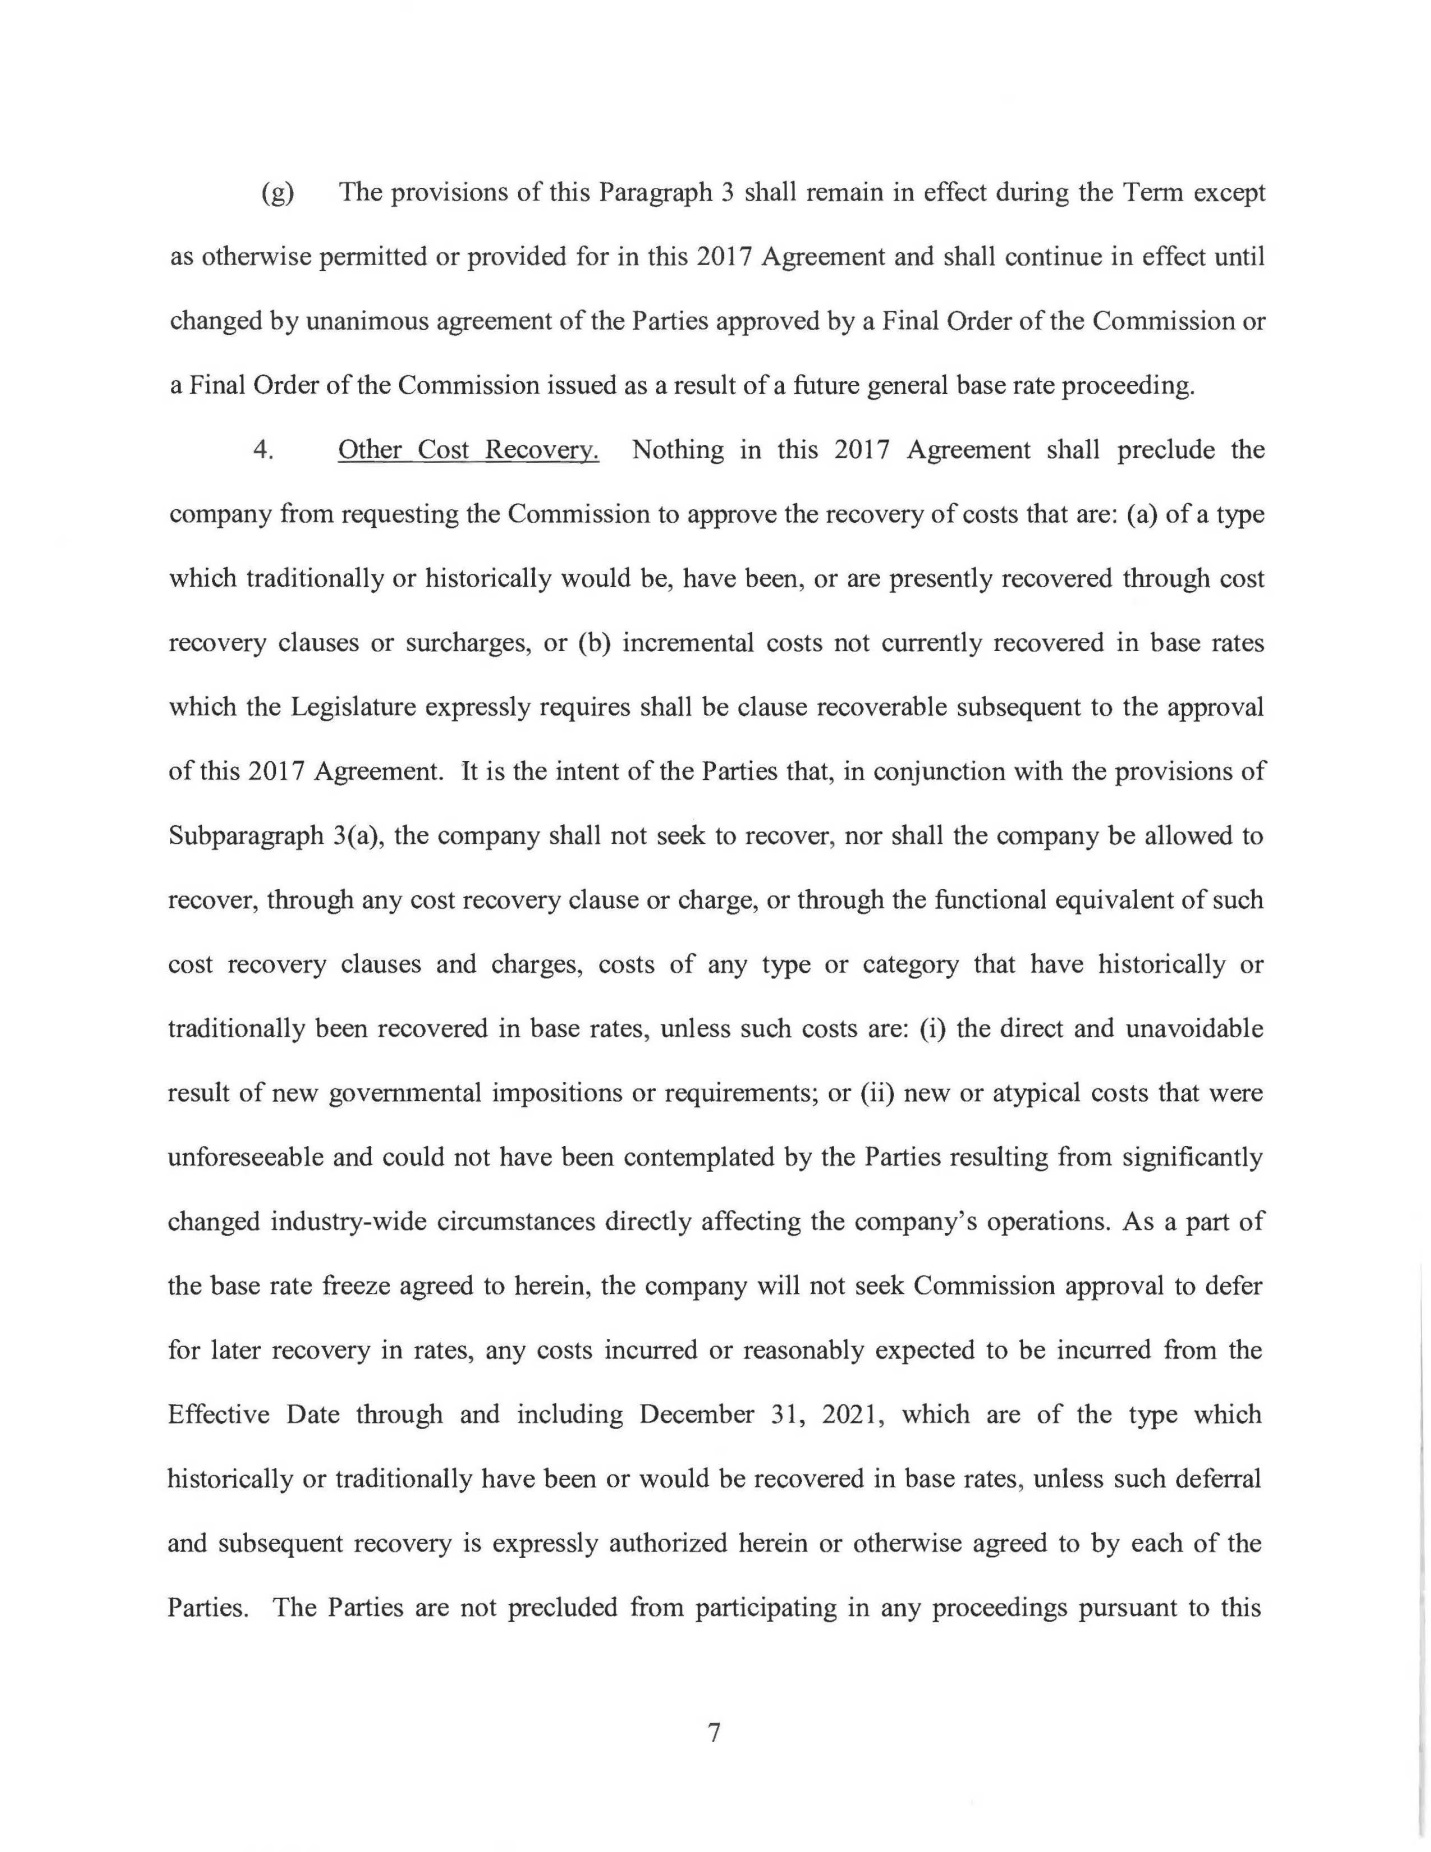 (g) The provisions of this Paragraph 3 shall remain in effect during the Term except
as otherwise permitted or provided for in this 2017 Agreement and shall continue in effect until
changed by unanimous agreement of the Parties approved by a Final Order of the Commission or
a Final Order of the Commission issued as a result of a future general base rate proceeding.
4. Other Cost Recovery. Nothing in this 2017 Agreement shall preclude the
company from requesting the Commission to approve the recovery of costs that are: (a) of a type
which traditionally or historically would be, have been, or are presently recovered through cost
recovery clauses or surcharges, or (b) incremental costs not currently recovered in base rates
which the Legislature expressly requires shall be clause recoverable subsequent to the approval
of this 2017 Agreement. It is the intent of the Parties that, in conjunction with the provisions of
Subparagraph 3(a), the company shall not seek to recover, nor shall the company be allowed to
recover, through any cost recovery clause or charge, or through the functional equivalent of such
cost recovery clauses and charges, costs of any type or category that have historically or
traditionally been recovered in base rates, unless such costs are: (i) the direct and unavoidable
result of new governmental impositions or requirements; or (ii) new or atypical costs that were
unforeseeable and could not have been contemplated by the Parties resulting from significantly
changed industry-wide circumstances directly affecting the company's operations. As a part of
the base rate freeze agreed to herein, the company will not seek Commission approval to defer
for later recovery in rates, any costs incurred or reasonably expected to be incurred from the
Effective Date through and including December 31, 2021, which are of the type which
historically or traditionally have been or would be recovered in base rates, unless such deferral
and subsequent recovery is expressly authorized herein or otherwise agreed to by each of the
Parties. The Parties are not precluded from participating in any proceedings pursuant to this
7